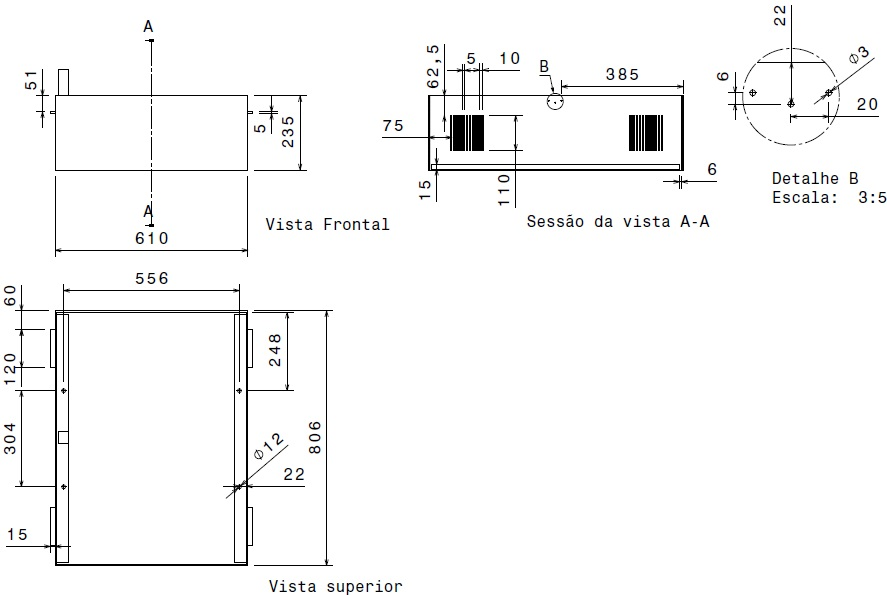 A
51
5
235
A
610
Vista Frontal
62,5
5
10
B
385
75
15
110
6
Sessão da vista A-A
22
Ø3
6
20
Detalhe B
Escala: 3:5
556
60
120
248
304
806
Ø12
22
15
Vista superior